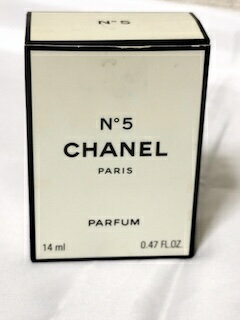 N°5
N°5
CHANEL
PARIS
PARFUM
14 ml 0.47 FL.OZ.